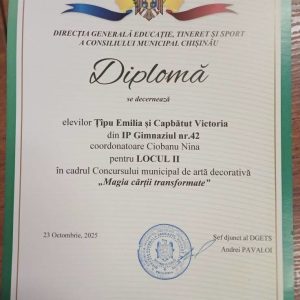 DIRECȚIA GENERALĂ EDUCAȚIE, TINERET ȘI SPORT
A CONSILIULUI MUNICIPAL CHIȘINĂU
Diplomă
se decernează
elevilor Țîpu Emilia și Capbătut Victoria
din IP Gimnaziul nr.42
coordonatoare Ciobanu Nina
pentru LOCUL II
în cadrul Concursului municipal de artă decorativă
„Magia cărții transformate"
23 Octombrie, 2025
Șef adjunct al DGETS
Andrei PAVALOI